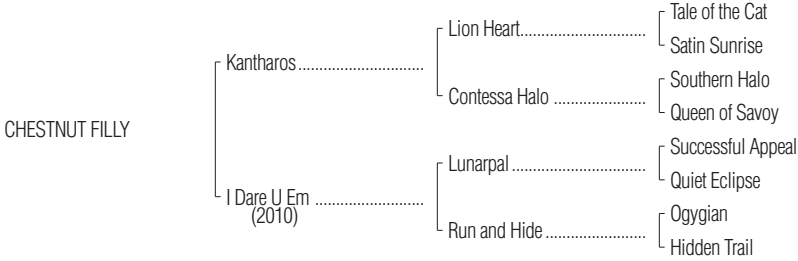 Tale of the Cat
Lion Heart..............................
Satin Sunrise
Kantharos..............................
Southern Halo
Contessa Halo ......................
Queen of Savoy
CHESTNUT FILLY
Successful Appeal
Lunarpal................................
Quiet Eclipse
I Dare U Em ..........................
(2010)
Ogygian
Run and Hide ........................
Hidden Trail